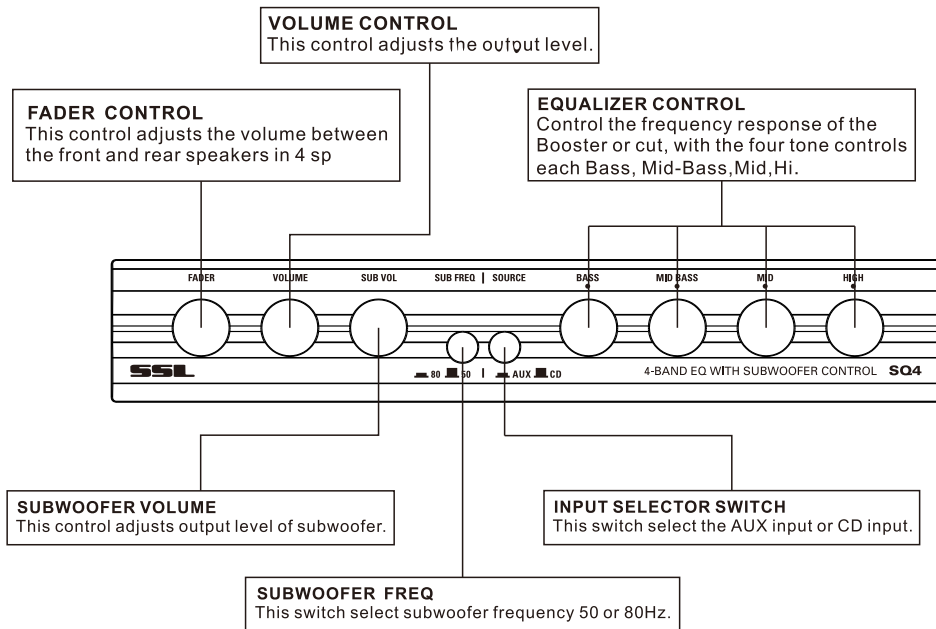 VOLUME CONTROL
This control adjusts the output level.
FADER CONTROL
This control adjusts the volume between
the front and rear speakers in 4 sp
EQUALIZER CONTROL
Control the frequency response of the
Booster or cut, with the four tone controls
each Bass, Mid-Bass,Mid,Hi.
FADER VOLUME SUB VOL SUB FREQ | SOURCE BASS MID BASS MID HIGH
80 50 | AUX CD
SSL 4-BAND EQ WITH SUBWOOFER CONTROL SQ4
SUBWOOFER VOLUME
This control adjusts output level of subwoofer.
INPUT SELECTOR SWITCH
This switch select the AUX input or CD input.
SUBWOOFER FREQ
This switch select subwoofer frequency 50 or 80Hz.